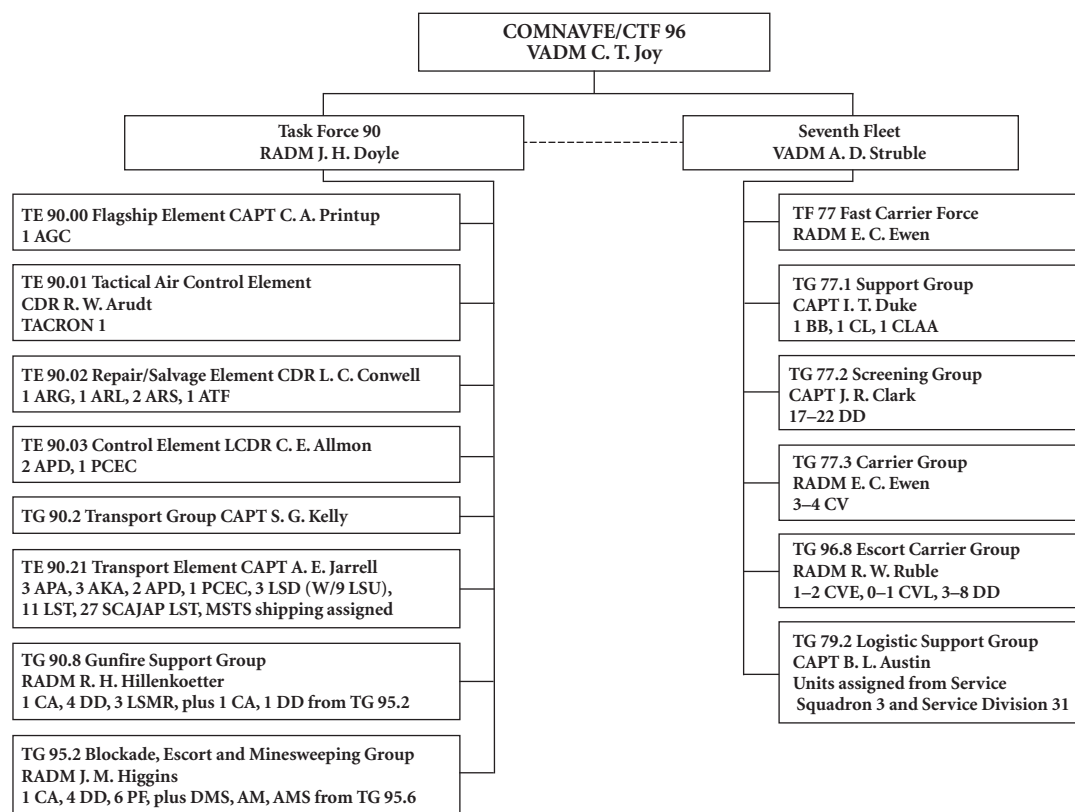 COMNAVFE/CTF 96
VADM C. T. Joy
Task Force 90
RADM J. H. Doyle
Seventh Fleet
VADM A. D. Struble
TE 90.00 Flagship Element CAPT C. A. Printup
1 AGC
TE 90.01 Tactical Air Control Element
CDR R. W. Arudt
TACRON 1
TE 90.02 Repair/Salvage Element CDR L. C. Conwell
1 ARG, 1 ARL, 2 ARS, 1 ATF
TE 90.03 Control Element LCDR C. E. Allmon
2 APD, 1 PCEC
TG 90.2 Transport Group CAPT S. G. Kelly
TE 90.21 Transport Element CAPT A. E. Jarrell
3 APA, 3 AKA, 2 APD, 1 PCEC, 3 LSD (W/9 LSU),
11 LST, 27 SCAJAP LST, MSTS shipping assigned
TG 90.8 Gunfire Support Group
RADM R. H. Hillenkoetter
1 CA, 4 DD, 3 LSMR, plus 1 CA, 1 DD from TG 95.2
TG 95.2 Blockade, Escort and Minesweeping Group
RADM J. M. Higgins
1 CA, 4 DD, 6 PF, plus DMS, AM, AMS from TG 95.6
TF 77 Fast Carrier Force
RADM E. C. Ewen
TG 77.1 Support Group
CAPT I. T. Duke
1 BB, 1 CL, 1 CLAA
TG 77.2 Screening Group
CAPT J. R. Clark
17–22 DD
TG 77.3 Carrier Group
RADM E. C. Ewen
3–4 CV
TG 96.8 Escort Carrier Group
RADM R. W. Ruble
1–2 CVE, 0–1 CVL, 3–8 DD
TG 79.2 Logistic Support Group
CAPT B. L. Austin
Units assigned from Service
Squadron 3 and Service Division 31